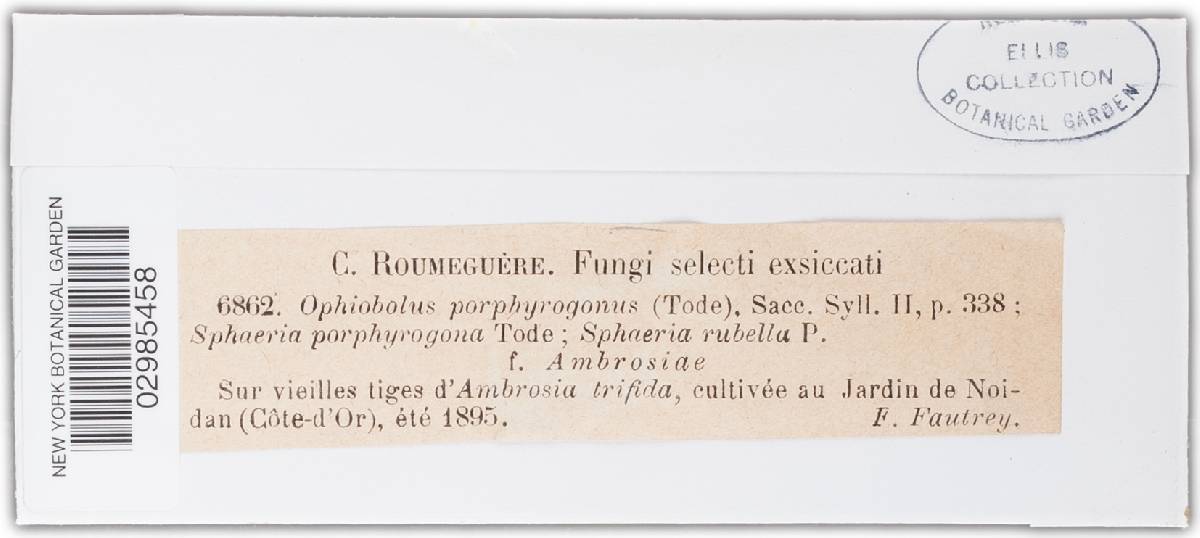 ELLIS
COLLECTION
BOTANICAL GARDEN
NEW YORK BOTANICAL GARDEN
02985458
C. ROUMEGUÈRE. Fungi selecti exsiccati
6862. Ophiobolus porphyrogonus (Tode), Sacc. Syll. II, p. 338 ;
Sphaeria porphyrogona Tode ; Sphaeria rubella P.
f. Ambrosiae
Sur vieilles tiges d'Ambrosia trifida, cultivée au Jardin de Noi-
dan (Côte-d'Or), été 1895. F. Fautrey.